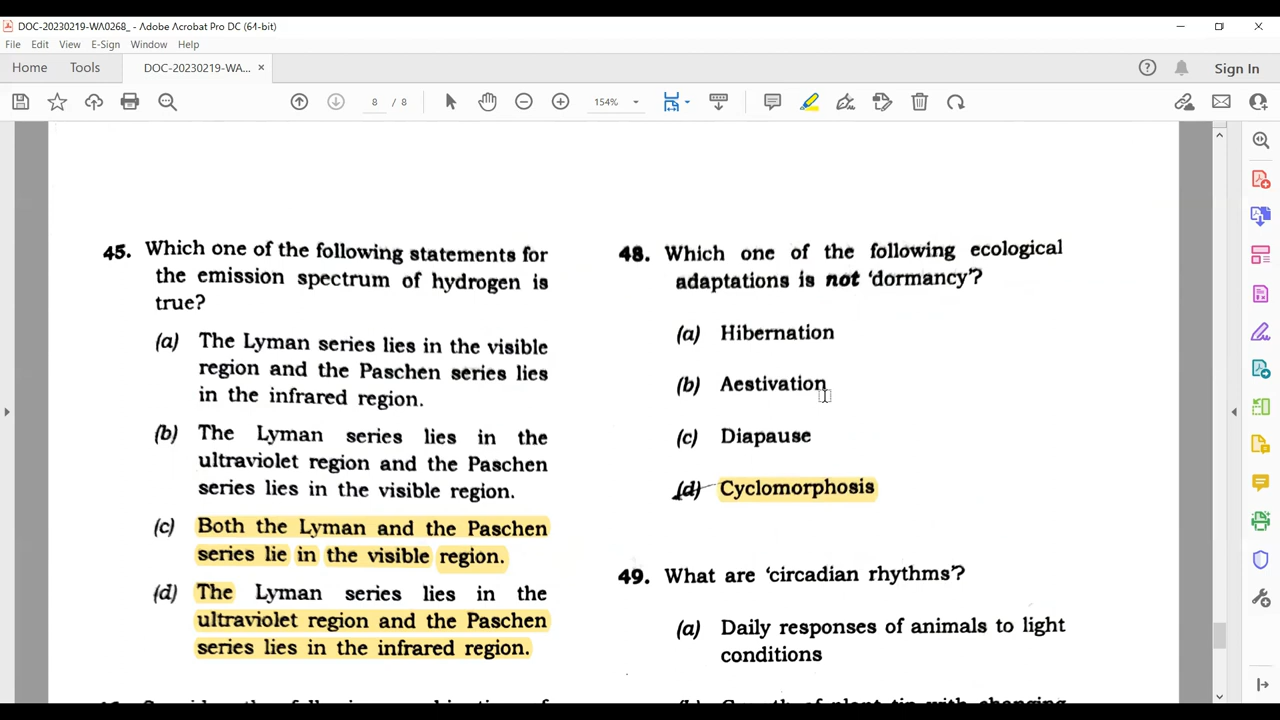 DOC-20230219-WA0268_ - Adobe Acrobat Pro DC (64-bit)
File Edit View E-Sign Window Help
Home Tools DOC-20230219-WA... × Sign In
8 / 8 154%
45. Which one of the following statements for
the emission spectrum of hydrogen is
true?
(a) The Lyman series lies in the visible
region and the Paschen series lies
in the infrared region.
(b) The Lyman series lies in the
ultraviolet region and the Paschen
series lies in the visible region.
(c) Both the Lyman and the Paschen
series lie in the visible region.
(d) The Lyman series lies in the
ultraviolet region and the Paschen
series lies in the infrared region.
48. Which one of the following ecological
adaptations is not 'dormancy'?
(a) Hibernation
(b) Aestivation
(c) Diapause
(d) Cyclomorphosis
49. What are 'circadian rhythms'?
(a) Daily responses of animals to light
conditions